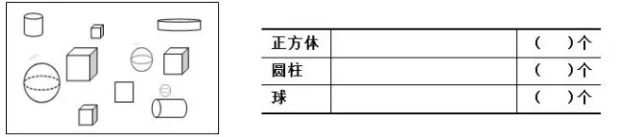 正方体 (    )个
圆柱 (    )个
球 (    )个